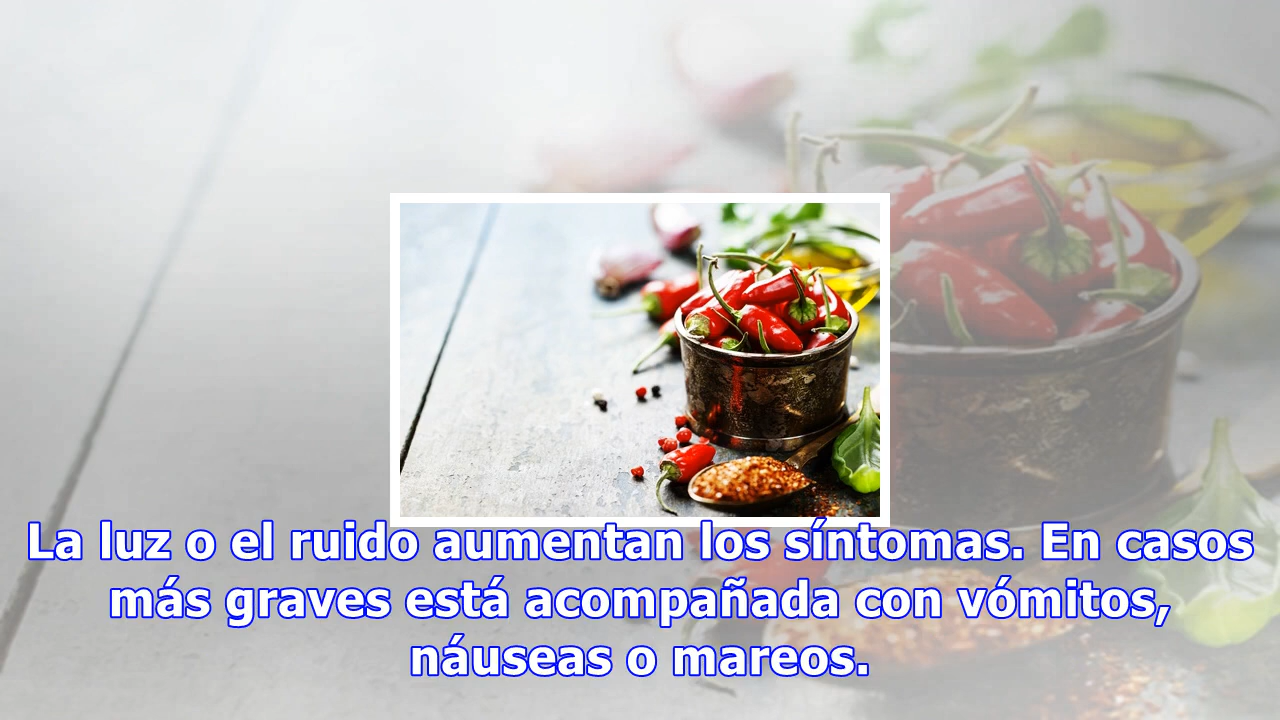 La luz o el ruido aumentan los síntomas. En casos
más graves está acompañada con vómitos,
náuseas o mareos.